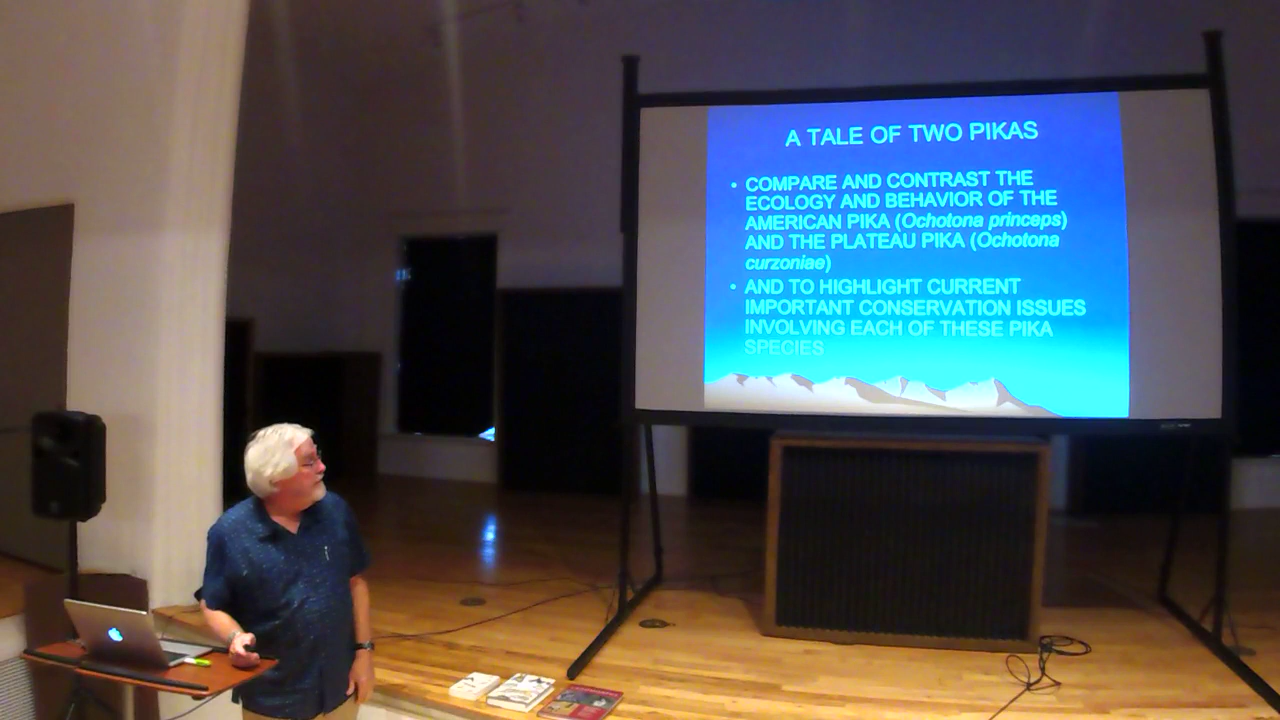 A TALE OF TWO PIKAS
• COMPARE AND CONTRAST THE
ECOLOGY AND BEHAVIOR OF THE
AMERICAN PIKA (Ochotona princeps)
AND THE PLATEAU PIKA (Ochotona
curzoniae)
• AND TO HIGHLIGHT CURRENT
IMPORTANT CONSERVATION ISSUES
INVOLVING EACH OF THESE PIKA
SPECIES